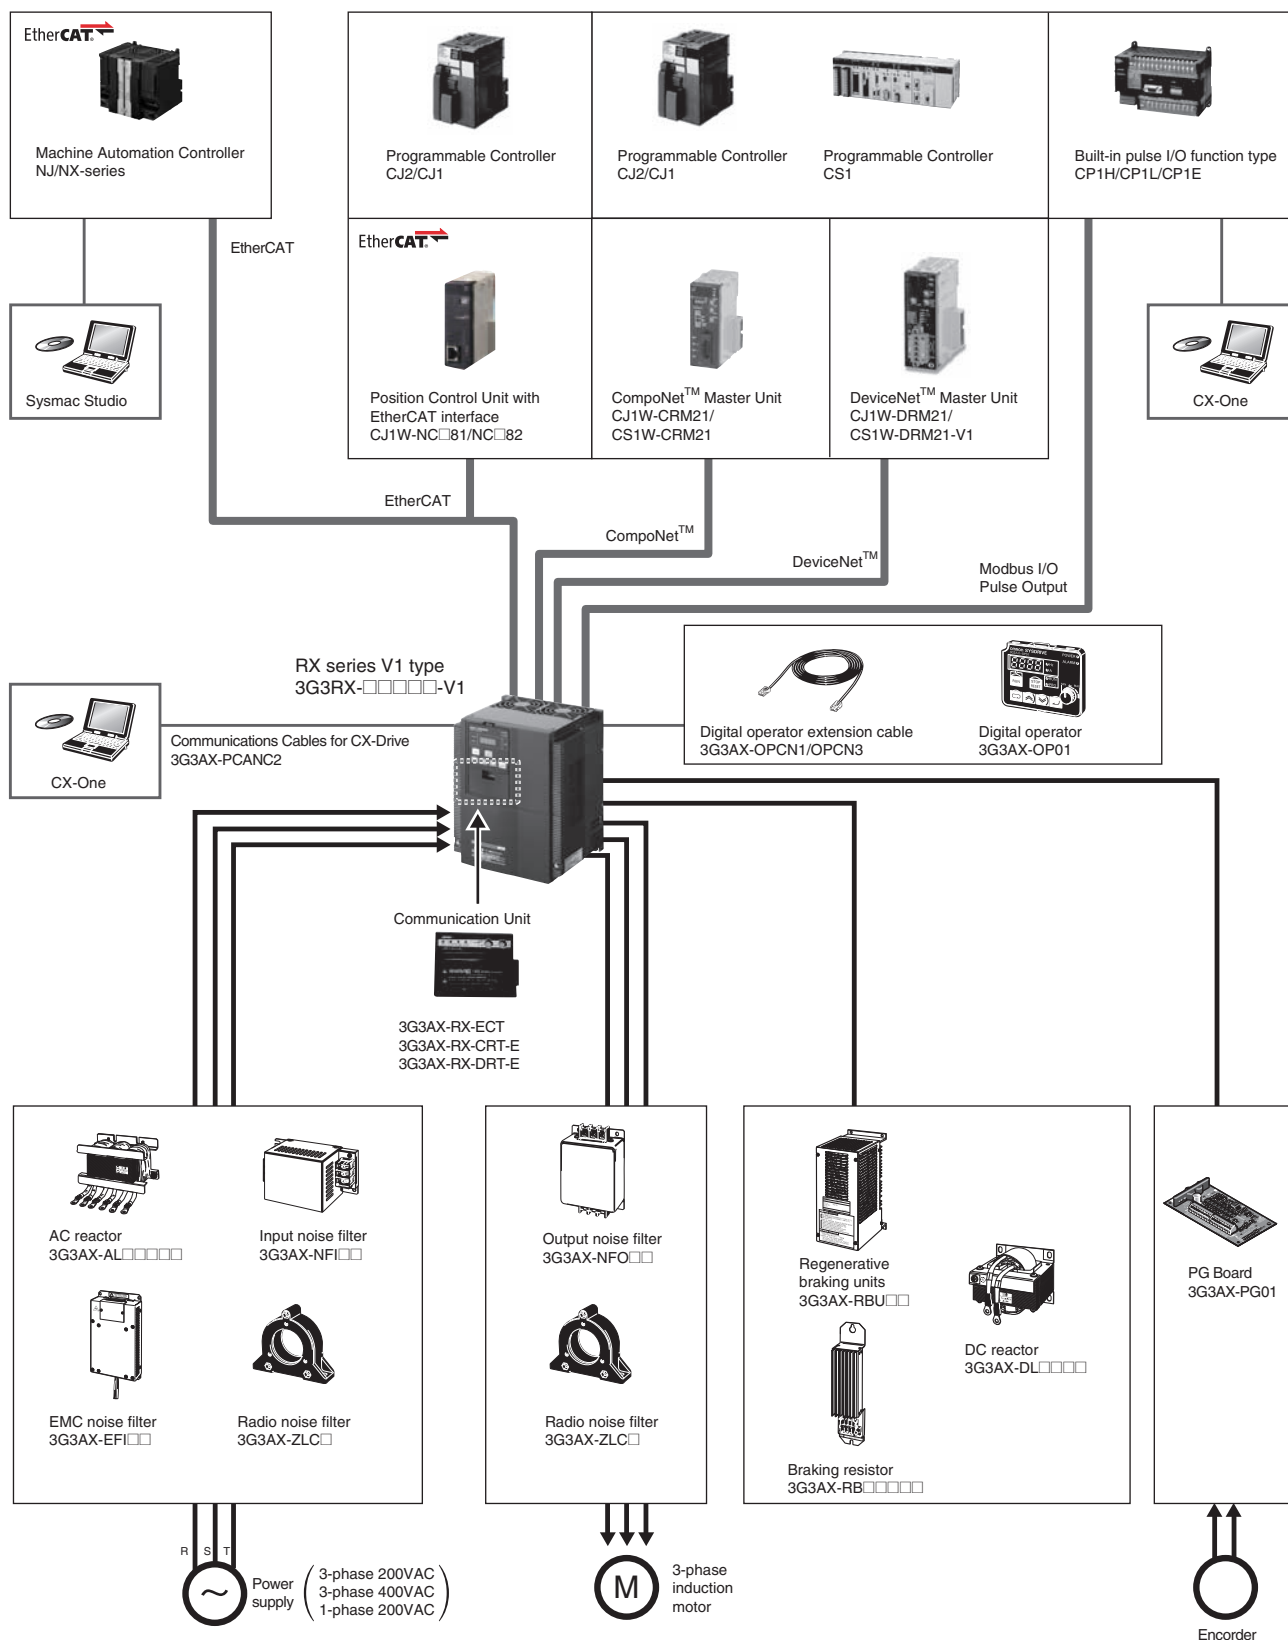 EtherCAT
Machine Automation Controller
NJ/NX-series
Programmable Controller
CJ2/CJ1
Programmable Controller
CJ2/CJ1
Programmable Controller
CS1
Built-in pulse I/O function type
CP1H/CP1L/CP1E
EtherCAT
Sysmac Studio
EtherCAT
Position Control Unit with
EtherCAT interface
CJ1W-NC□81/NC□82
CompoNet™ Master Unit
CJ1W-CRM21/
CS1W-CRM21
DeviceNet™ Master Unit
CJ1W-DRM21/
CS1W-DRM21-V1
CX-One
EtherCAT
CompoNet™
DeviceNet™
Modbus I/O
Pulse Output
RX series V1 type
3G3RX-□□□□□-V1
CX-One
Communications Cables for CX-Drive
3G3AX-PCANC2
Digital operator extension cable
3G3AX-OPCN1/OPCN3
Digital operator
3G3AX-OP01
Communication Unit
3G3AX-RX-ECT
3G3AX-RX-CRT-E
3G3AX-RX-DRT-E
AC reactor
3G3AX-AL□□□□□
Input noise filter
3G3AX-NFI□□
EMC noise filter
3G3AX-EFI□□
Radio noise filter
3G3AX-ZLC□
Output noise filter
3G3AX-NFO□□
Radio noise filter
3G3AX-ZLC□
Regenerative
braking units
3G3AX-RBU□□
DC reactor
3G3AX-DL□□□□
Braking resistor
3G3AX-RB□□□□□
PG Board
3G3AX-PG01
R S T
Power
supply
3-phase 200VAC
3-phase 400VAC
1-phase 200VAC
M
3-phase
induction
motor
Encorder